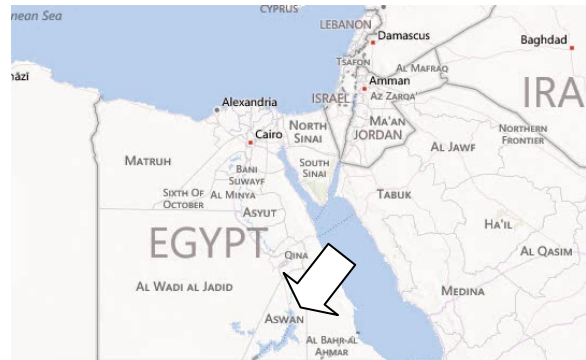 CYPRUS
nean Sea
LEBANON
Damascus
Baghdad
TSAFON
AL MAFRAQ
hāzī
Amman
IRA
Alexandria
ISRAEL
AZ ZARQA'
MA'AN
NORTH
SINAI
JORDAN
NORTHERN
FRONTIER
Cairo
AL JAWF
MATRUH
SOUTH
SINAI
BANI
SUWAYF
TABUK
SIXTH OF
OCTOBER
AL MINYA
ASYUT
HA'IL
EGYPT
QINA
AL QASIM
AL WADI AL JADID
MEDINA
ASWAN
AL BAHR-AL
AHMAR